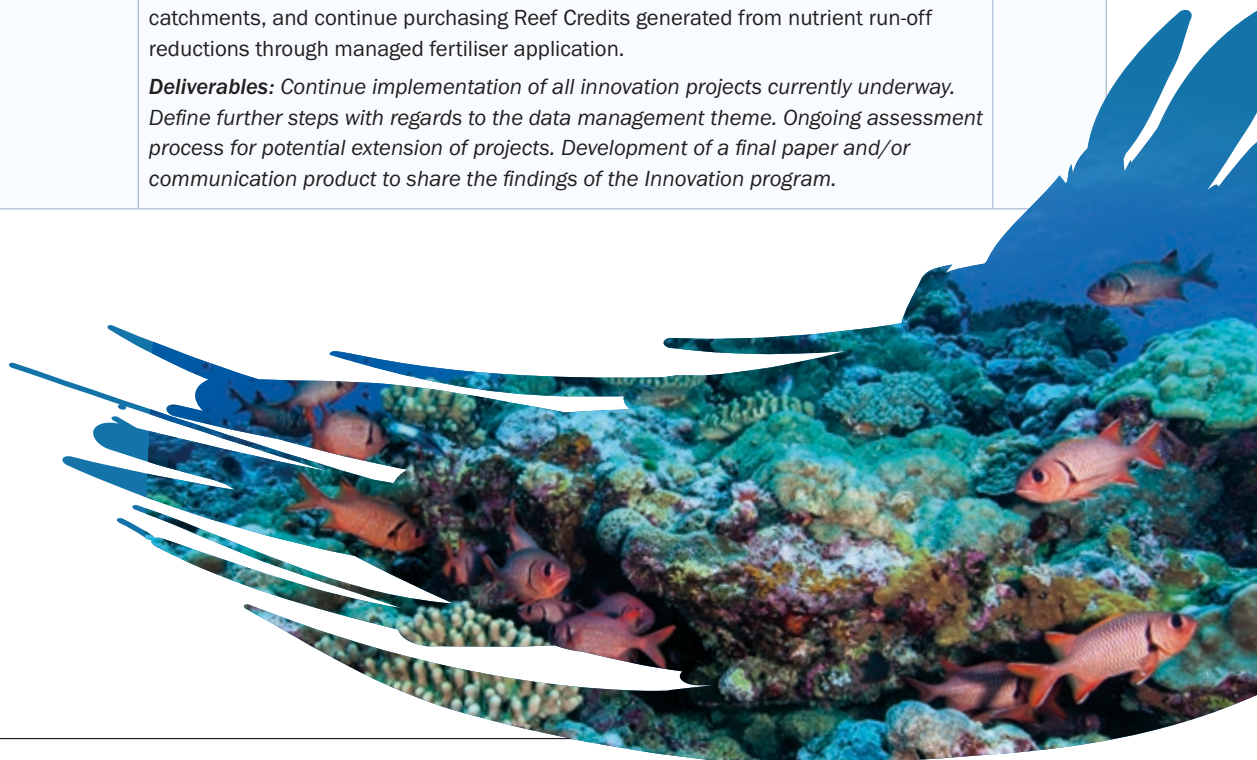 catchments, and continue purchasing Reef Credits generated from nutrient run-off
reductions through managed fertiliser application.
Deliverables: Continue implementation of all innovation projects currently underway.
Define further steps with regards to the data management theme. Ongoing assessment
process for potential extension of projects. Development of a final paper and/or
communication product to share the findings of the Innovation program.